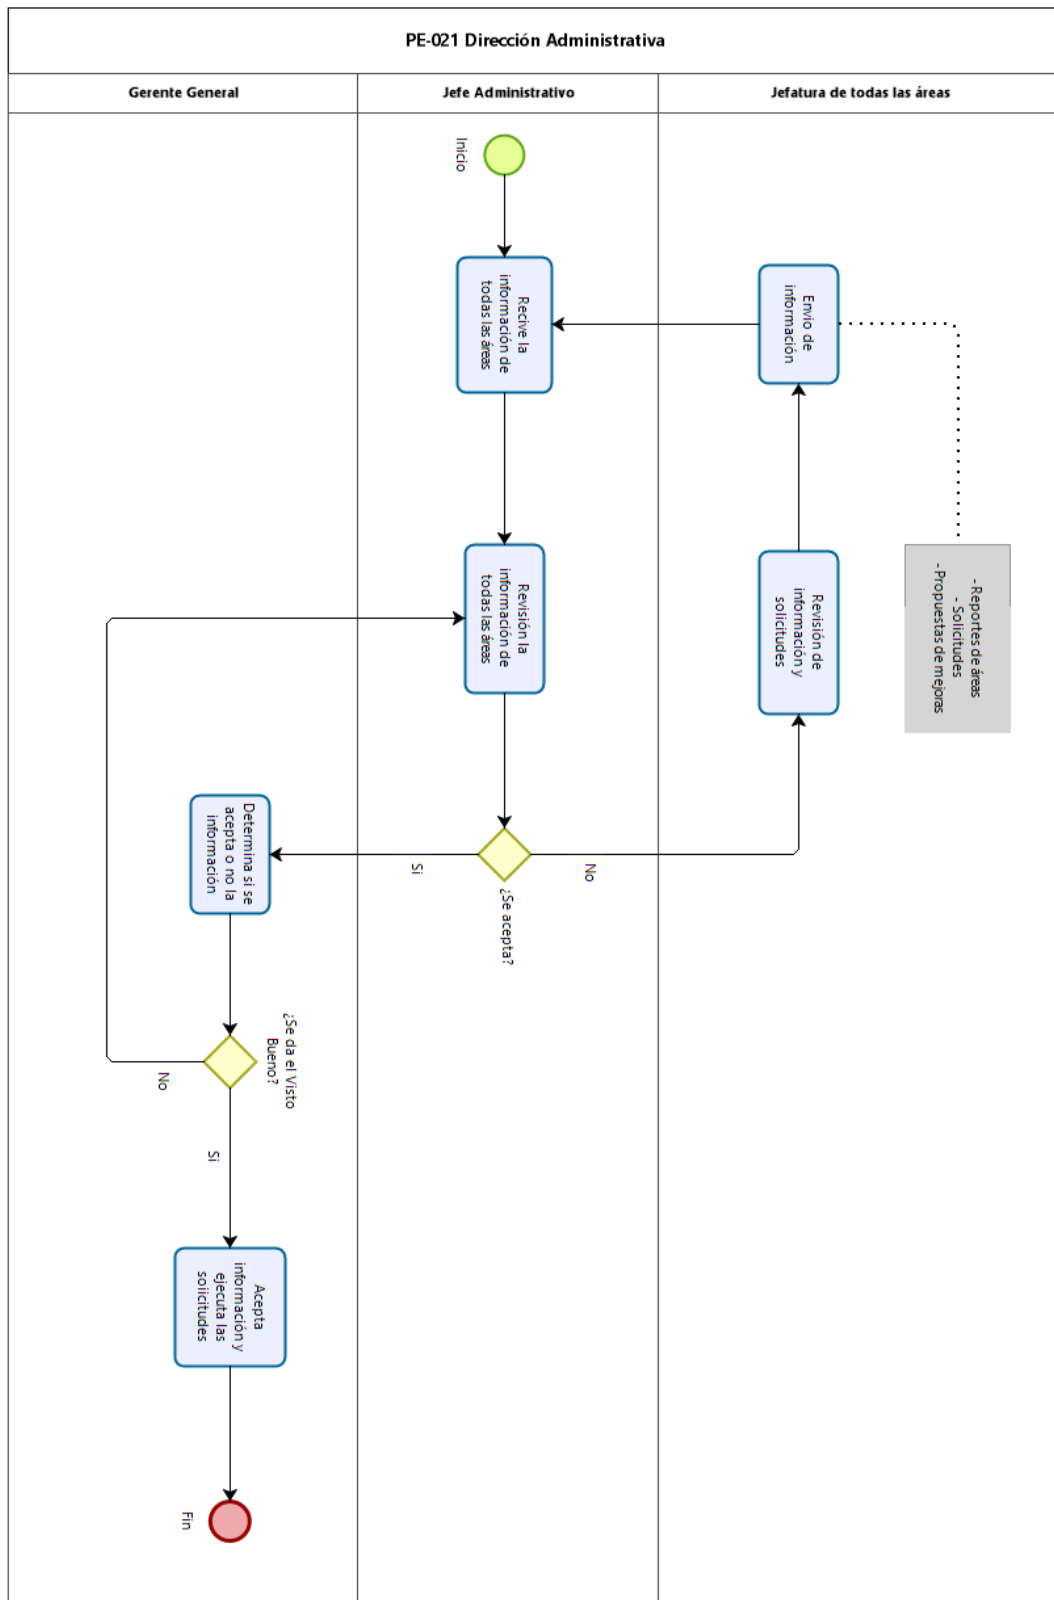 PE-021 Dirección Administrativa
Gerente General
Jefe Administrativo
Jefatura de todas las áreas
Inicio
Recive la
información de
todas las áreas
Envio de
información
Revisión la
información de
todas las áreas
Revisión de
información y
solicitudes
- Reportes de áreas
- Solicitudes
- Propuestas de mejoras
¿Se acepta?
Si
No
Determina si se
acepta o no la
información
¿Se da el Visto
Bueno?
No
Si
Acepta
información y
ejecuta las
solicitudes
Fin